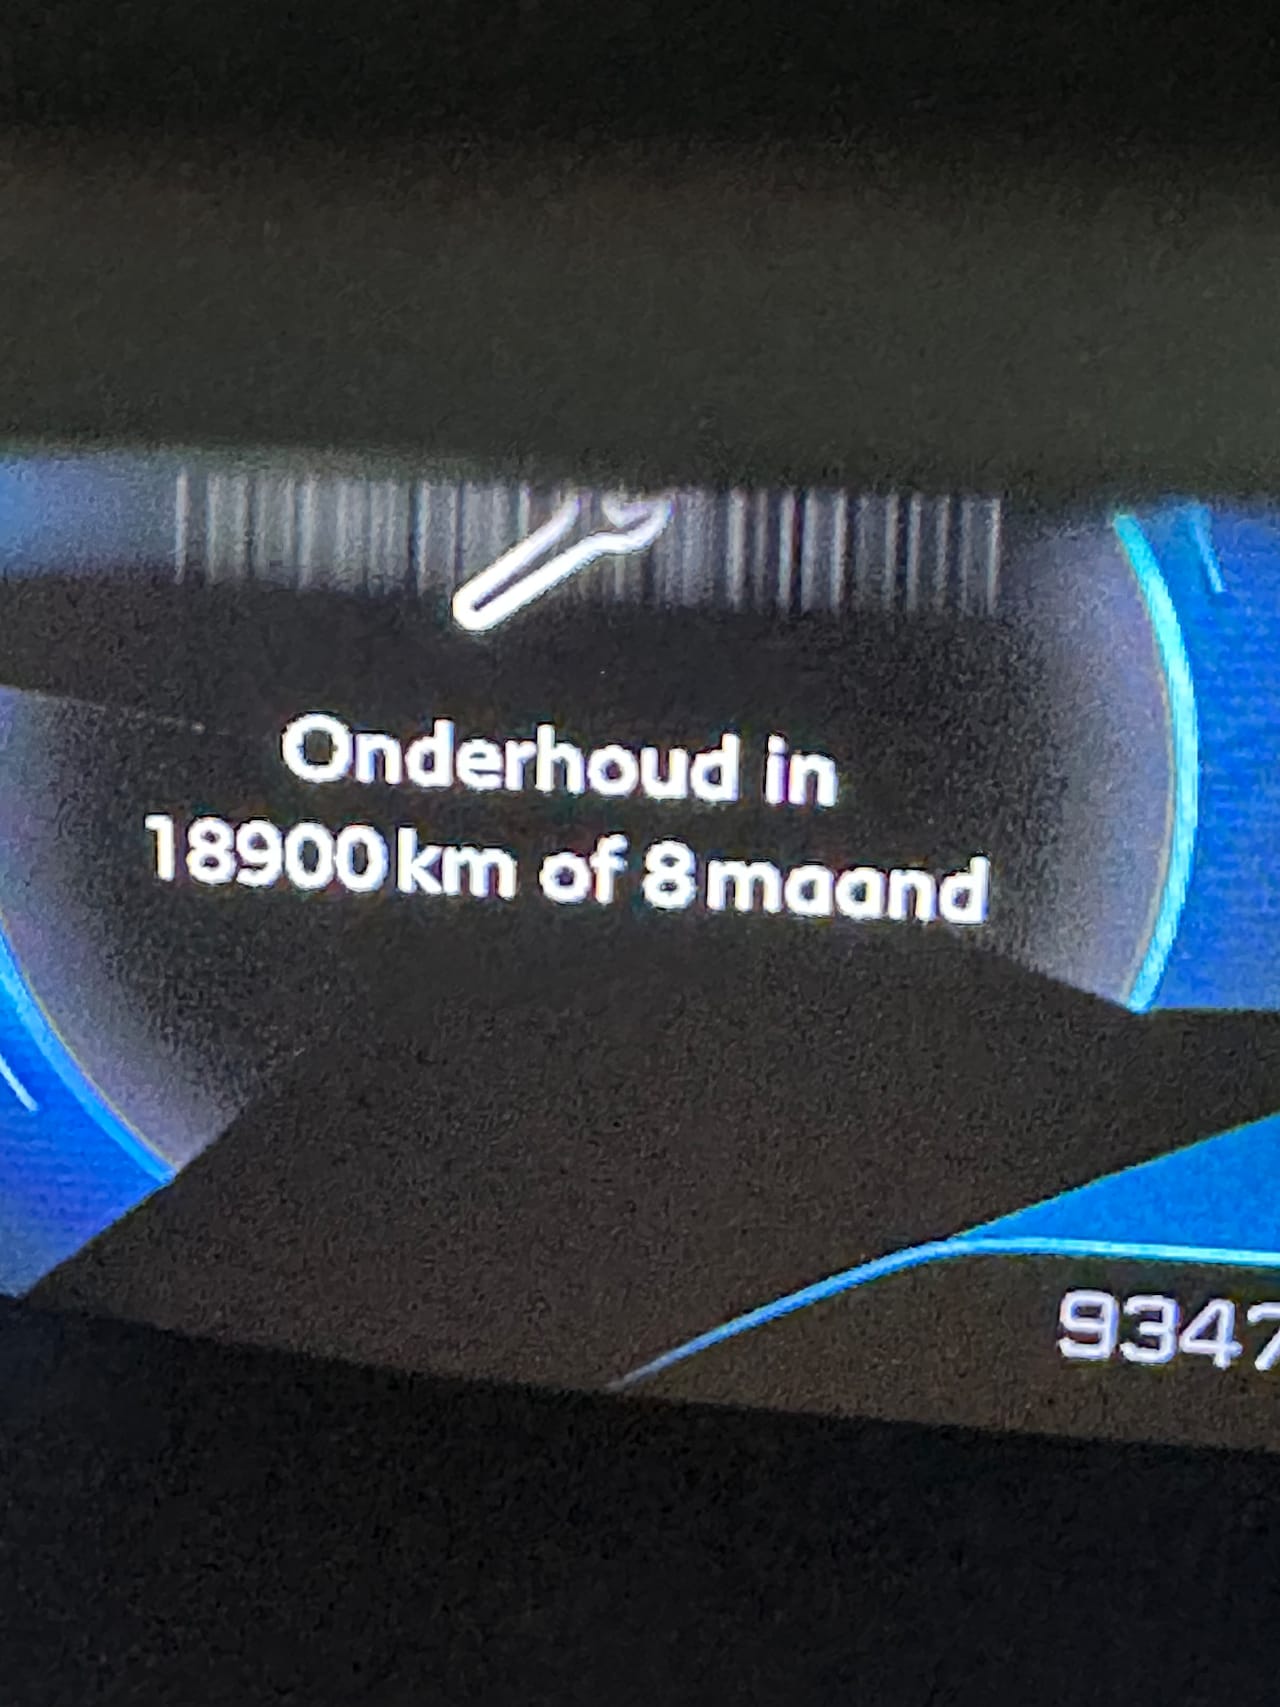 Onderhoud in
18900km of 8maand
9347